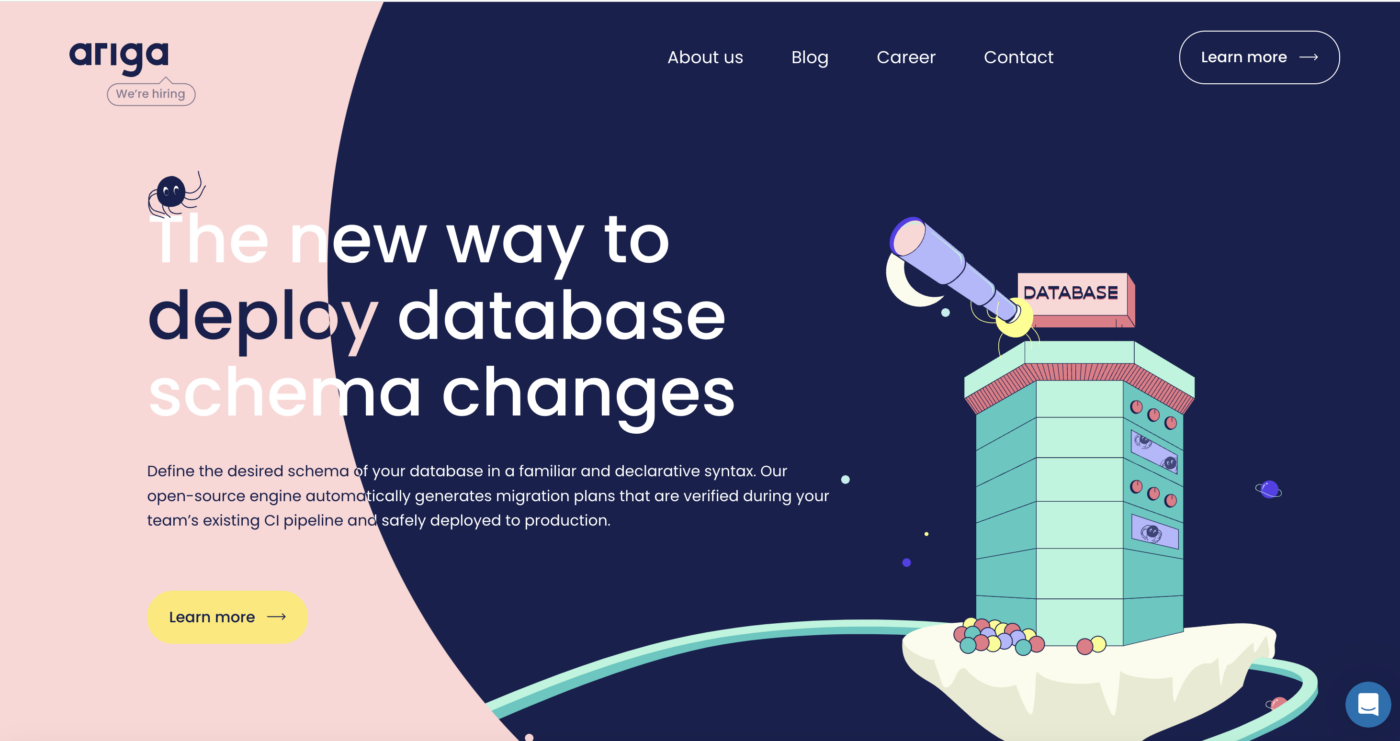 ariga
We're hiring
About us
Blog
Career
Contact
Learn more
The new way to
deploy database
schema changes
Define the desired schema of your database in a familiar and declarative syntax. Our
open-source engine automatically generates migration plans that are verified during your
team's existing CI pipeline and safely deployed to production.
Learn more
DATABASE